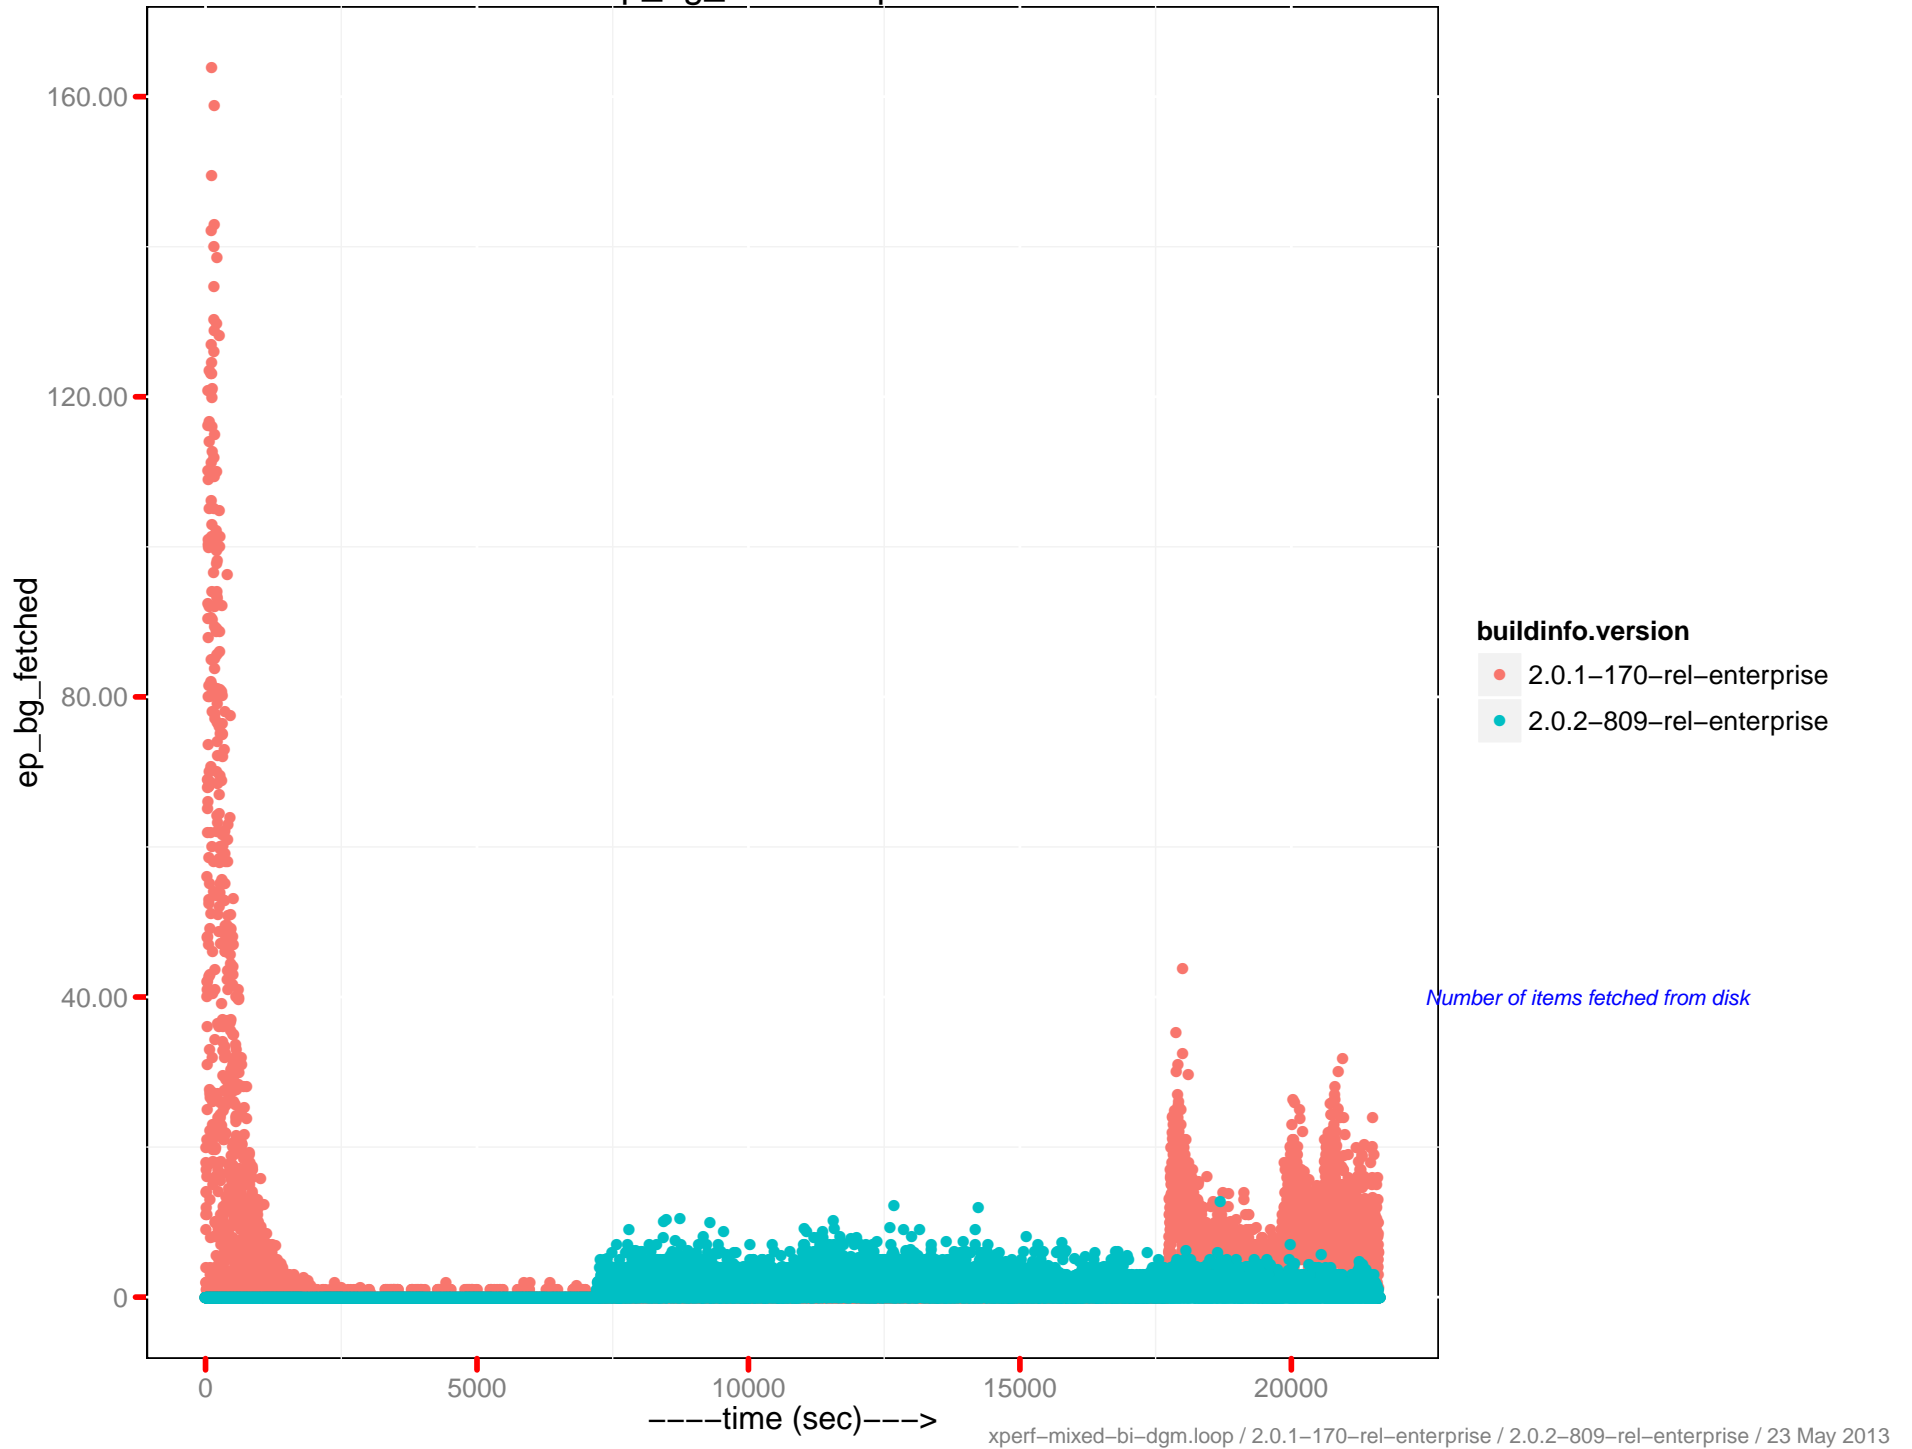 160.00
120.00
80.00
40.00
0
ep_bg_fetched
0
5000
10000
15000
20000
−−−−time (sec)−−−>
buildinfo.version
2.0.1−170−rel−enterprise
2.0.2−809−rel−enterprise
Number of items fetched from disk
xperf−mixed−bi−dgm.loop / 2.0.1−170−rel−enterprise / 2.0.2−809−rel−enterprise / 23 May 2013